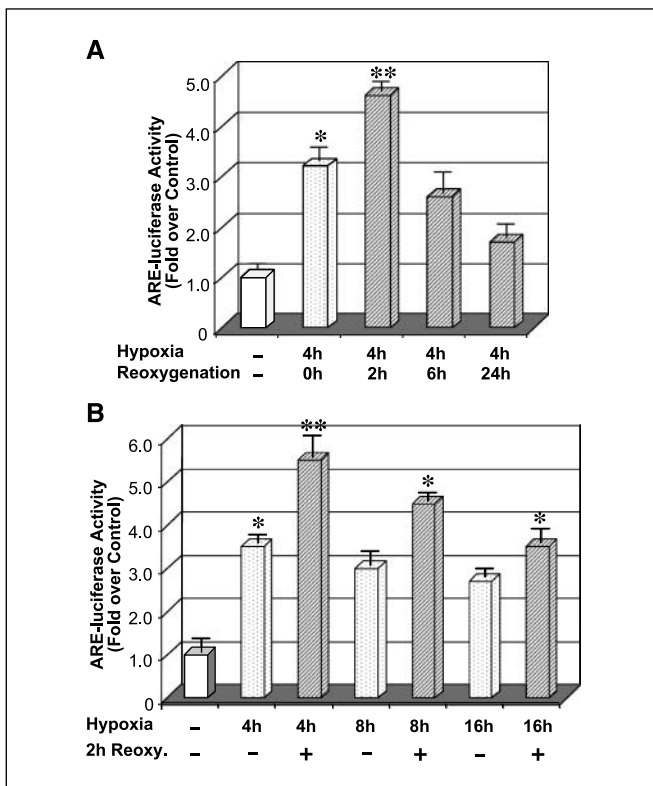 A
ARE-luciferase Activity
(Fold over Control)
5.0
**
4.0
*
3.0
2.0
1.0
0
Hypoxia – 4h 4h 4h 4h
Reoxygenation – 0h 2h 6h 24h
B
ARE-luciferase Activity
(Fold over Control)
6.0
**
5.0
*
4.0
* *
3.0
2.0
1.0
0
Hypoxia – 4h 4h 8h 8h 16h 16h
2h Reoxy. – – + – + – +